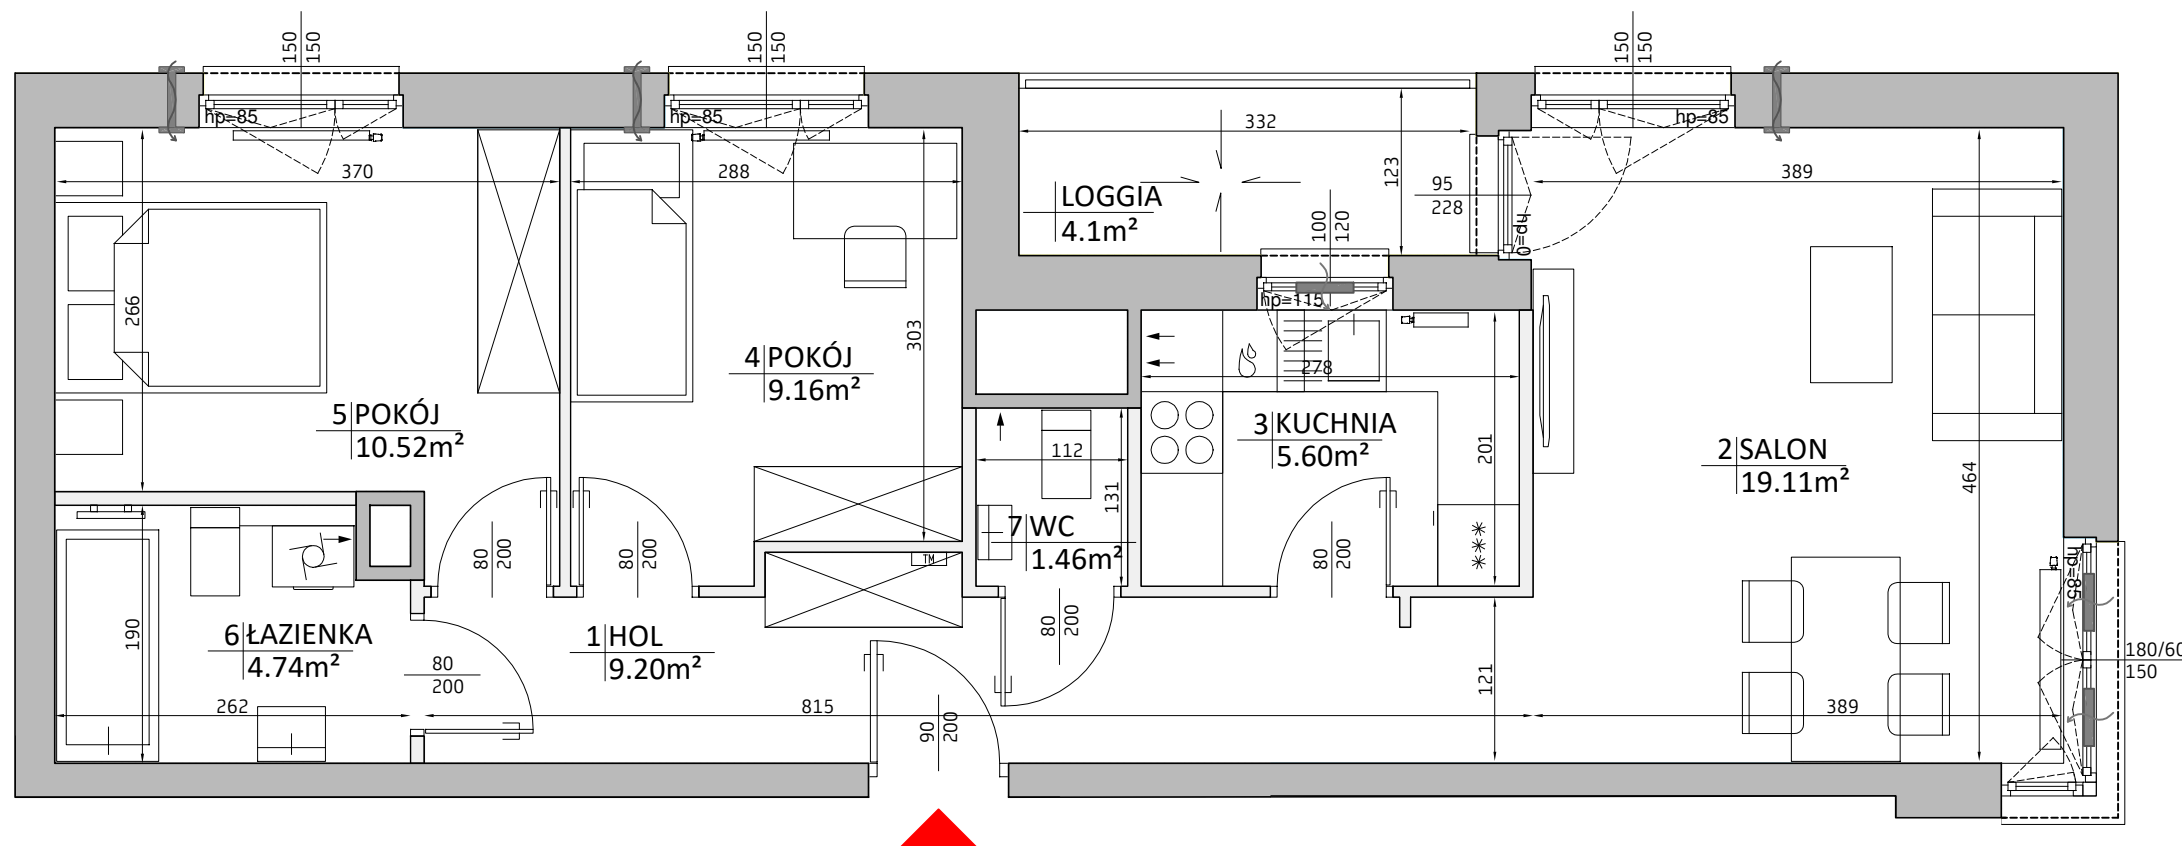 150
150
150
150
150
150
hp=85
hp=85
hp=85
332
123
370
288
389
95
228
hp=0
LOGGIA
4.1m²
100
120
hp=115
266
303
4 POKÓJ
9.16m²
278
5 POKÓJ
10.52m²
3 KUCHNIA
5.60m²
201
2 SALON
19.11m²
464
112
131
7 WC
1.46m²
80
200
80
200
80
200
TM
***
hp=85
190
6 ŁAZIENKA
4.74m²
80
200
1 HOL
9.20m²
80
200
180/60
150
121
262
815
389
90
200